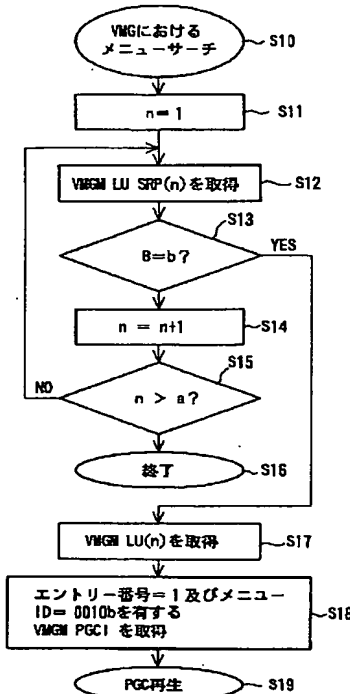 VMGにおける
メニューサーチ
S10
n=1
S11
VMGM LU SRP(n)を取得
S12
S13
B=b?
YES
n = n+1
S14
S15
NO
n > a?
終了
S16
VMGM LU(n)を取得
S17
エントリー番号=1及びメニュー
ID= 0010bを有する
VMGM PGCI を取得
S18
PGC再生
S19